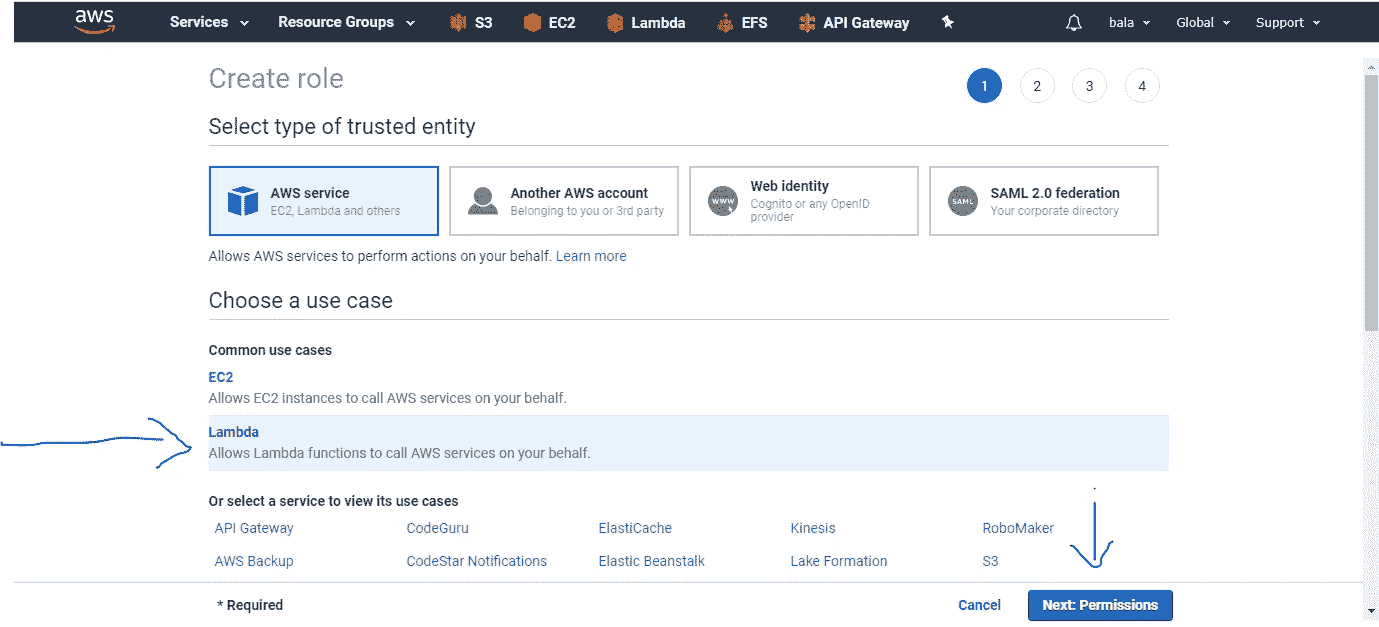 aws Services Resource Groups S3 EC2 Lambda EFS API Gateway bala Global Support
Create role
1 2 3 4
Select type of trusted entity
AWS service
EC2, Lambda and others
Another AWS account
Belonging to you or 3rd party
WWW
Web identity
Cognito or any OpenID
provider
SAML
SAML 2.0 federation
Your corporate directory
Allows AWS services to perform actions on your behalf. Learn more
Choose a use case
Common use cases
EC2
Allows EC2 instances to call AWS services on your behalf.
Lambda
Allows Lambda functions to call AWS services on your behalf.
Or select a service to view its use cases
API Gateway CodeGuru ElastiCache Kinesis RoboMaker
AWS Backup CodeStar Notifications Elastic Beanstalk Lake Formation S3
* Required Cancel Next: Permissions